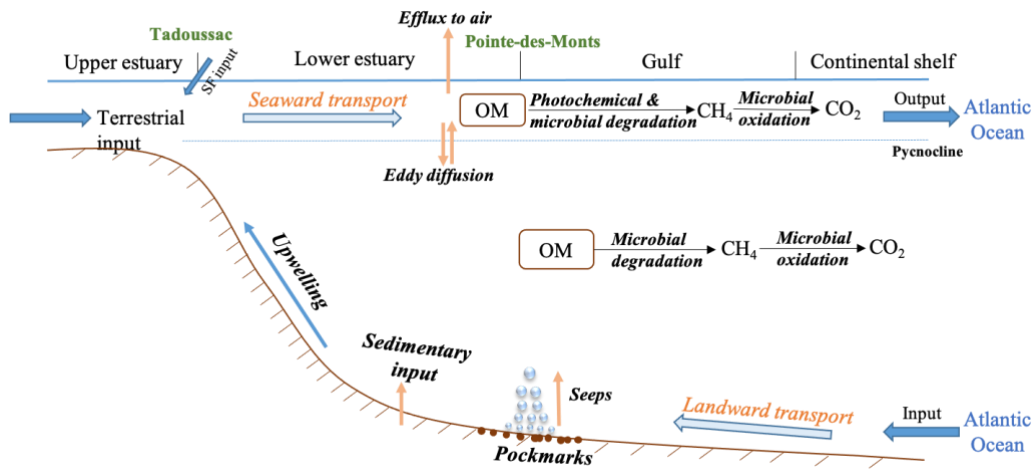 Efflux to air
Tadoussac
Pointe-des-Monts
Upper estuary
SF input
Lower estuary
Gulf
Continental shelf
Terrestrial
input
Seaward transport
OM
Photochemical &
microbial degradation
CH4
Microbial
oxidation
CO2
Output
Atlantic
Ocean
Pycnocline
Eddy diffusion
Upwelling
OM
Microbial
degradation
CH4
Microbial
oxidation
CO2
Sedimentary
input
Seeps
Pockmarks
Landward transport
Input
Atlantic
Ocean